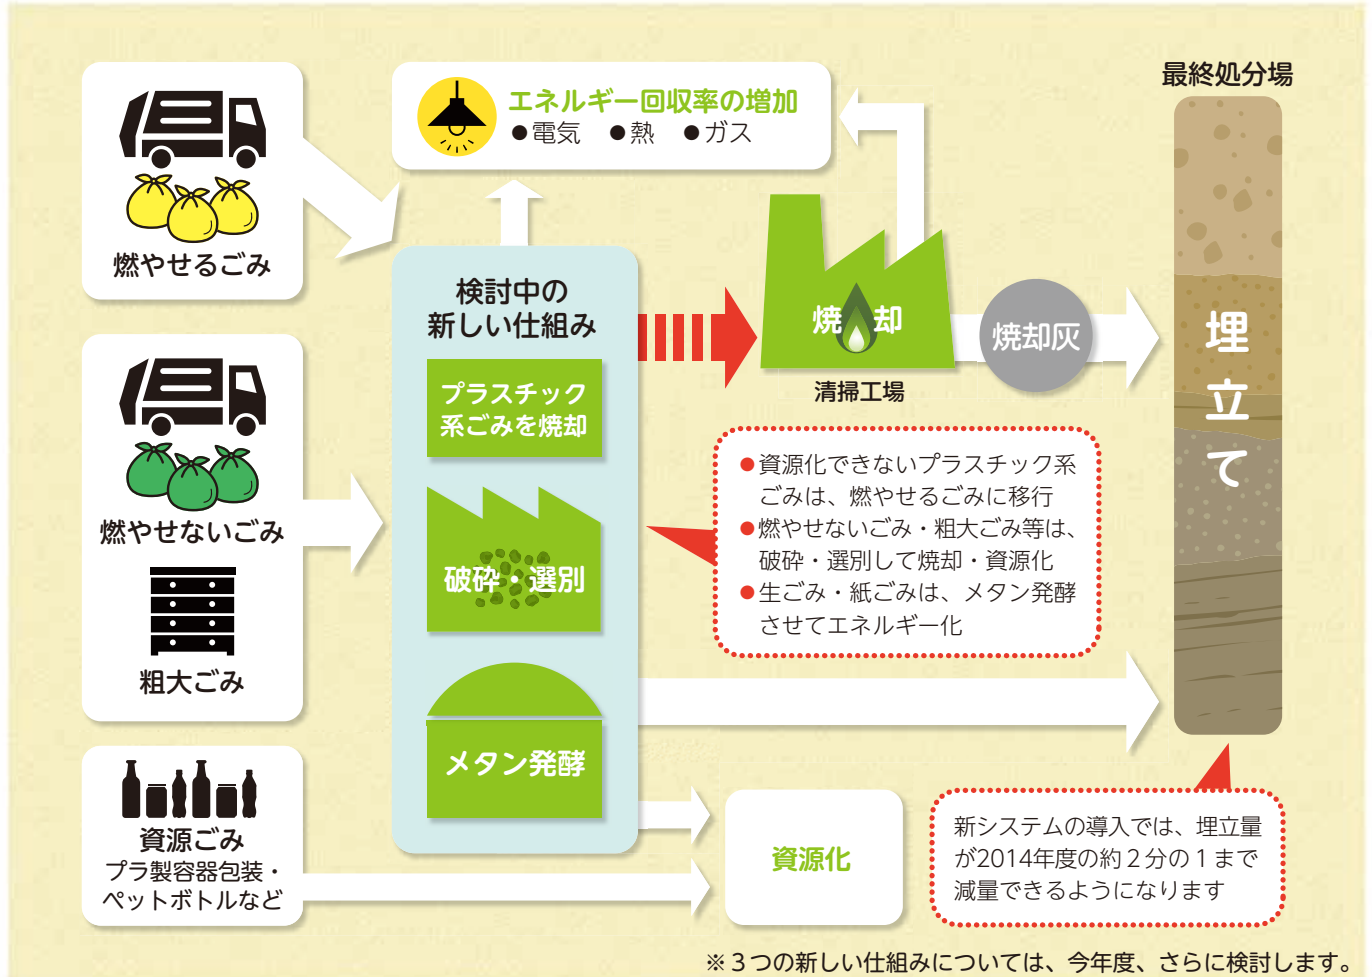 燃やせるごみ
燃やせないごみ
粗大ごみ
資源ごみ
プラ製容器包装・
ペットボトルなど
エネルギー回収率の増加
●電気　●熱　●ガス
検討中の
新しい仕組み
プラスチック
系ごみを焼却
破砕・選別
メタン発酵
焼却
清掃工場
焼却灰
●資源化できないプラスチック系
ごみは、燃やせるごみに移行
●燃やせないごみ・粗大ごみ等は、
破砕・選別して焼却・資源化
●生ごみ・紙ごみは、メタン発酵
させてエネルギー化
資源化
最終処分場
埋立て
新システムの導入では、埋立量
が2014年度の約２分の１まで
減量できるようになります
※３つの新しい仕組みについては、今年度、さらに検討します。